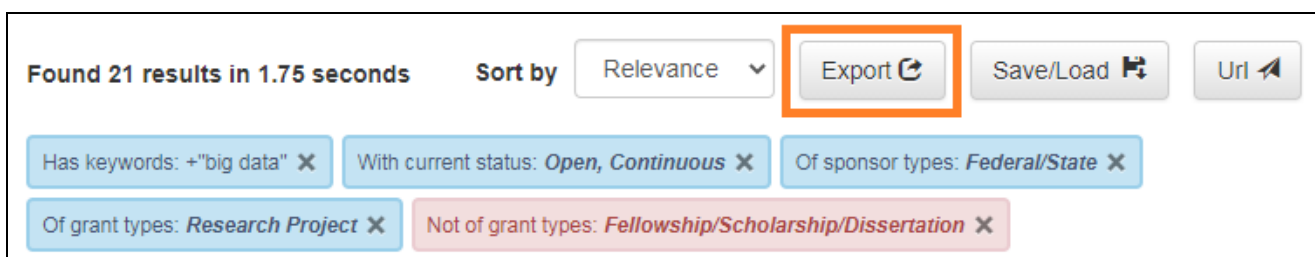 Found 21 results in 1.75 seconds Sort by Relevance Export Save/Load Url
Has keywords: +"big data" With current status: Open, Continuous Of sponsor types: Federal/State
Of grant types: Research Project Not of grant types: Fellowship/Scholarship/Dissertation